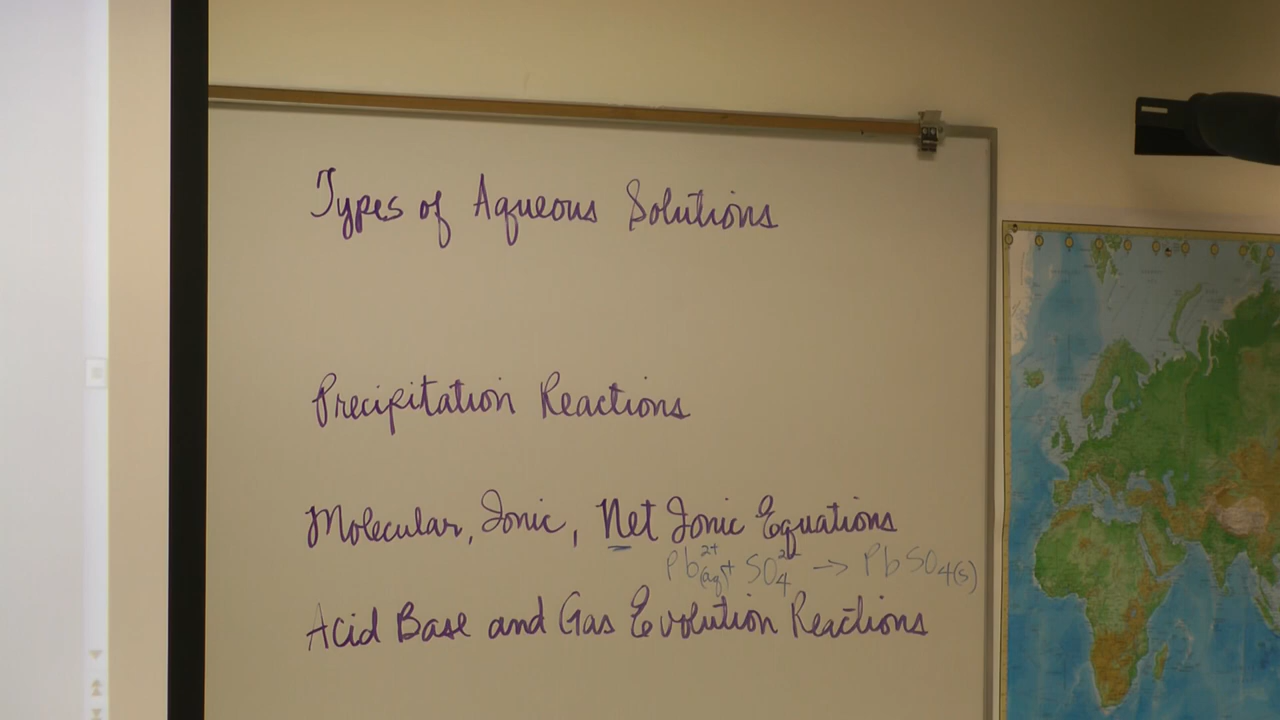 Types of Aqueous Solutions
Precipitation Reactions
Molecular, Ionic, Net Ionic Equations
Pb²⁺(aq) + SO₄²⁻ → PbSO₄(s)
Acid Base and Gas Evolution Reactions